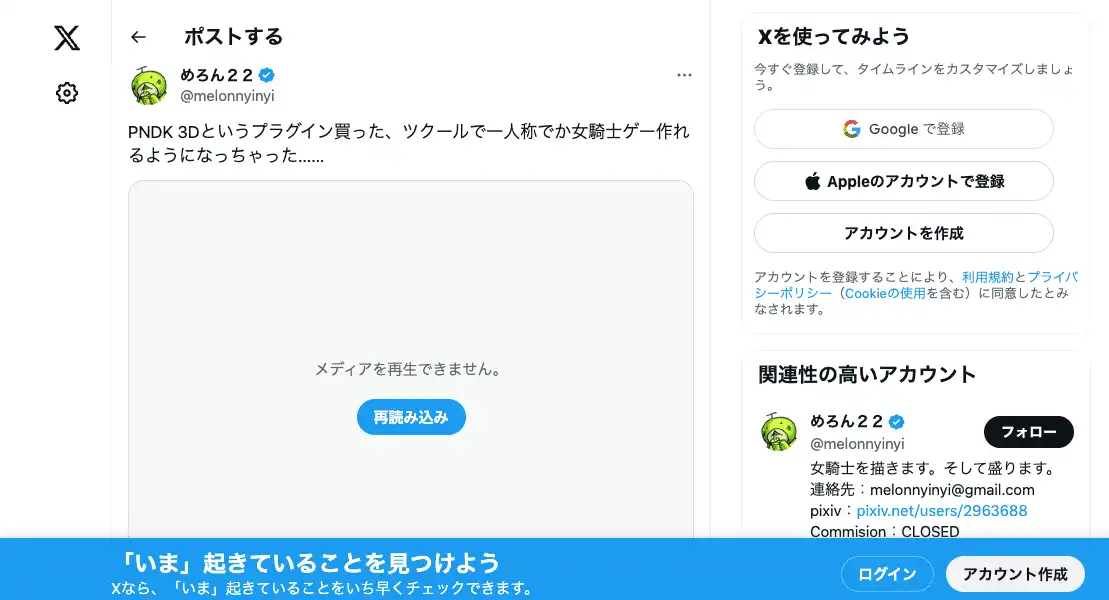 ポストする
めろん２２
@melonnyinyi
PNDK 3Dというプラグイン買った、ツクールで一人称でか女騎士ゲー作れ
るようになっちゃった……
メディアを再生できません。
再読み込み
Xを使ってみよう
今すぐ登録して、タイムラインをカスタマイズしましょ
う。
Google で登録
Appleのアカウントで登録
アカウントを作成
アカウントを登録することにより、利用規約とプライバ
シーポリシー（Cookieの使用を含む）に同意したとみ
なされます。
関連性の高いアカウント
めろん２２
@melonnyinyi
フォロー
女騎士を描きます。そして盛ります。
連絡先：melonnyinyi@gmail.com
pixiv：pixiv.net/users/2963688
Commision：CLOSED
「いま」起きていることを見つけよう
Xなら、「いま」起きていることをいち早くチェックできます。
ログイン
アカウント作成